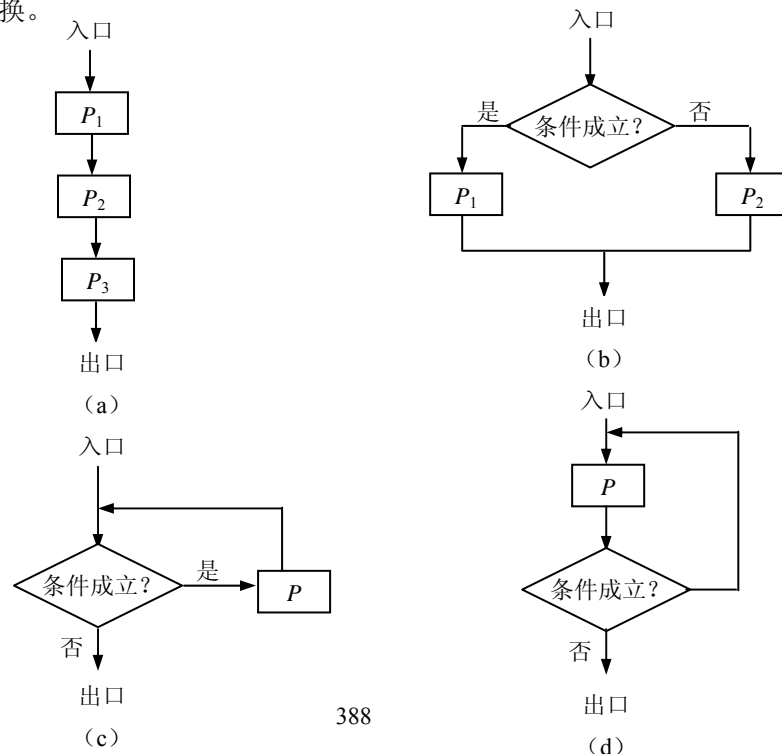 换。
入口
P1
P2
P3
出口
(a)
入口
条件成立?
是
否
P1
P2
出口
(b)
入口
条件成立?
是
P
否
出口
(c)
入口
P
条件成立?
否
出口
(d)
388